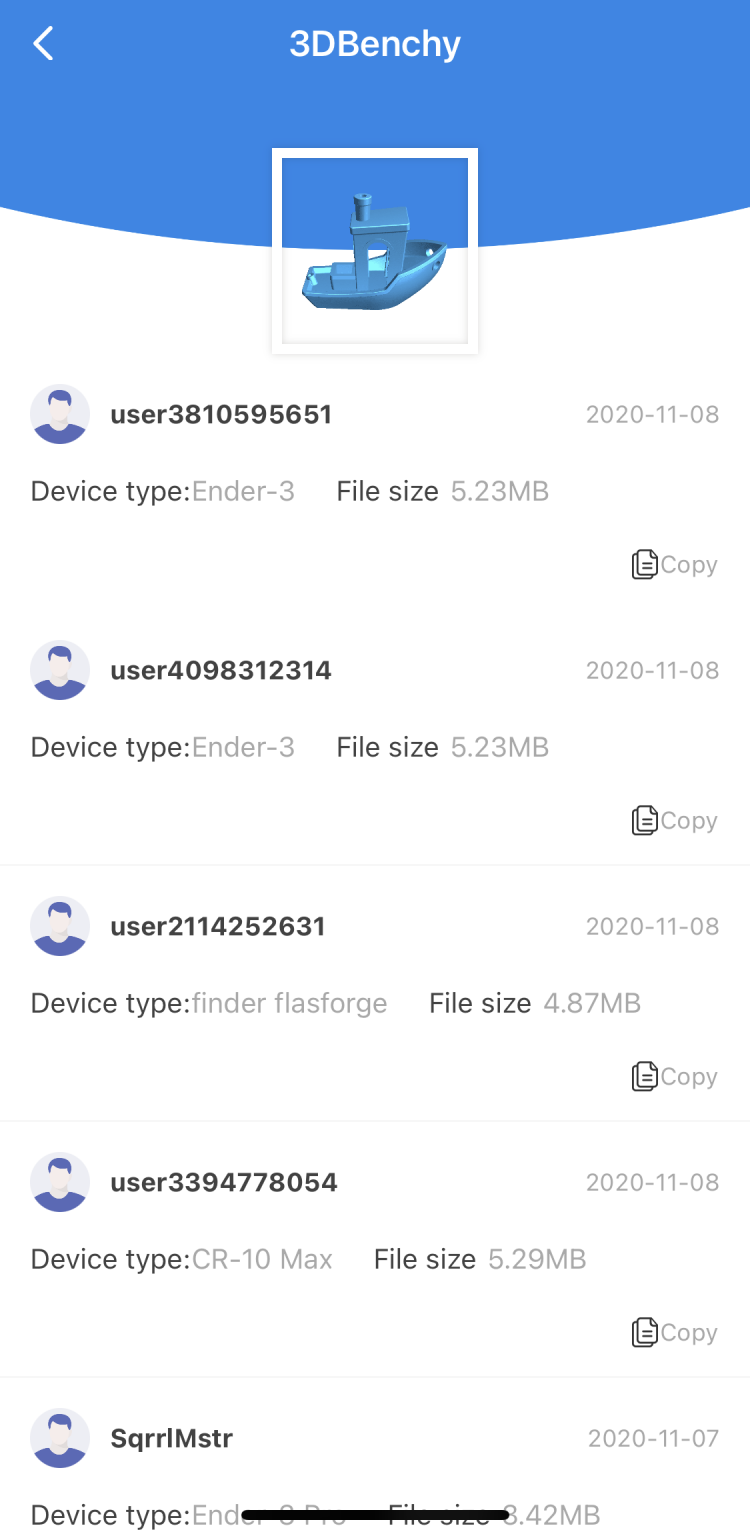 3DBenchy
user3810595651 2020-11-08
Device type:Ender-3 File size 5.23MB
Copy
user4098312314 2020-11-08
Device type:Ender-3 File size 5.23MB
Copy
user2114252631 2020-11-08
Device type:finder flasforge File size 4.87MB
Copy
user3394778054 2020-11-08
Device type:CR-10 Max File size 5.29MB
Copy
SqrrlMstr 2020-11-07
Device type:Ender-3 Pro File size 3.42MB